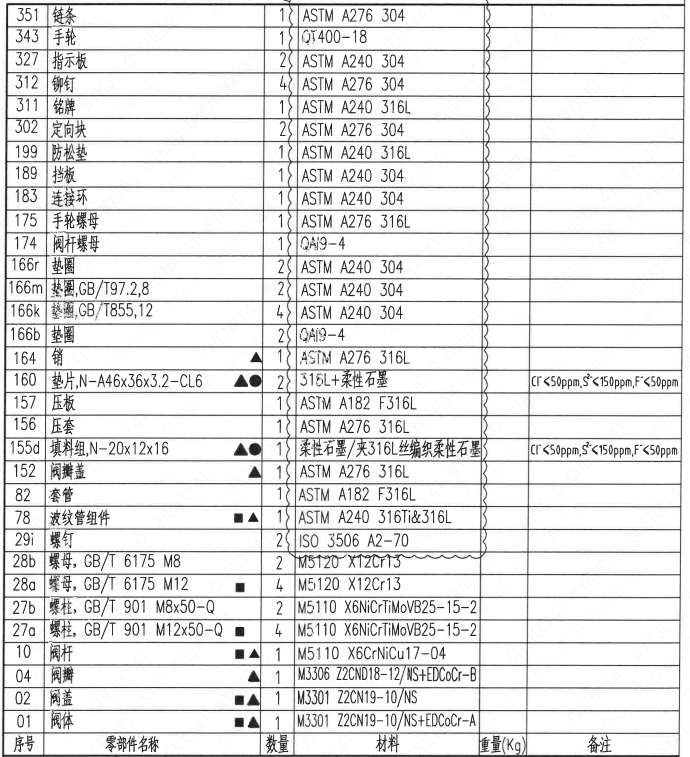 351 链条 1 ASTM A276 304
343 手轮 1 QT400-18
327 指示板 2 ASTM A240 304
312 铆钉 4 ASTM A276 304
311 铭牌 1 ASTM A240 316L
302 定向块 2 ASTM A276 304
199 防松垫 1 ASTM A240 316L
189 挡板 1 ASTM A240 304
183 连接环 1 ASTM A240 304
175 手轮螺母 1 ASTM A276 316L
174 阀杆螺母 1 QAl9-4
166r 垫圈 2 ASTM A240 304
166m 垫圈,GB/T97.2,8 2 ASTM A240 304
166k 垫圈,GB/T855,12 4 ASTM A240 304
166b 垫圈 2 QAl9-4
164 销 ▲ 1 ASTM A276 316L
160 垫片,N-A46x36x3.2-CL6 ▲● 2 316L+柔性石墨 Cl⁻≤50ppm,S²⁻≤150ppm,F⁻≤50ppm
157 压板 1 ASTM A182 F316L
156 压套 1 ASTM A276 316L
155d 填料组,N-20x12x16 ▲● 1 柔性石墨/夹316L丝编织柔性石墨 Cl⁻≤50ppm,S²⁻≤150ppm,F⁻≤50ppm
152 阀瓣盖 ▲ 1 ASTM A276 316L
82 套管 1 ASTM A182 F316L
78 波纹管组件 ■ ▲ 1 ASTM A240 316Ti&316L
29i 螺钉 2 ISO 3506 A2-70
28b 螺母, GB/T 6175 M8 2 M5120 X12Cr13
28a 螺母, GB/T 6175 M12 ■ 4 M5120 X12Cr13
27b 螺柱, GB/T 901 M8x50-Q 2 M5110 X6NiCrTiMoVB25-15-2
27a 螺柱, GB/T 901 M12x50-Q ■ 4 M5110 X6NiCrTiMoVB25-15-2
10 阀杆 ■ ▲ 1 M5110 X6CrNiCu17-04
04 阀瓣 ▲ 1 M3306 Z2CND18-12/NS+EDCoCr-B
02 阀盖 ■ ▲ 1 M3301 Z2CN19-10/NS
01 阀体 ■ ▲ 1 M3301 Z2CN19-10/NS+EDCoCr-A
序号 零部件名称 数量 材料 重量(Kg) 备注